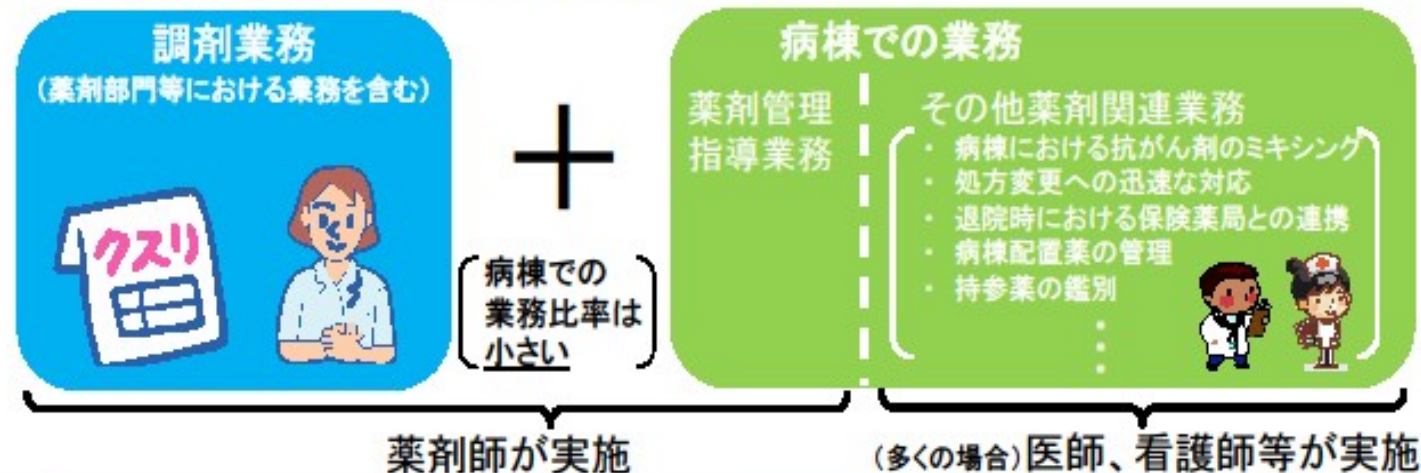 調剤業務
(薬剤部門等における業務を含む)
クスリ
+
病棟での
業務比率は
小さい
病棟での業務
薬剤管理
指導業務
その他薬剤関連業務
・ 病棟における抗がん剤のミキシング
・ 処方変更への迅速な対応
・ 退院時における保険薬局との連携
・ 病棟配置薬の管理
・ 持参薬の鑑別
薬剤師が実施
(多くの場合)医師、看護師等が実施